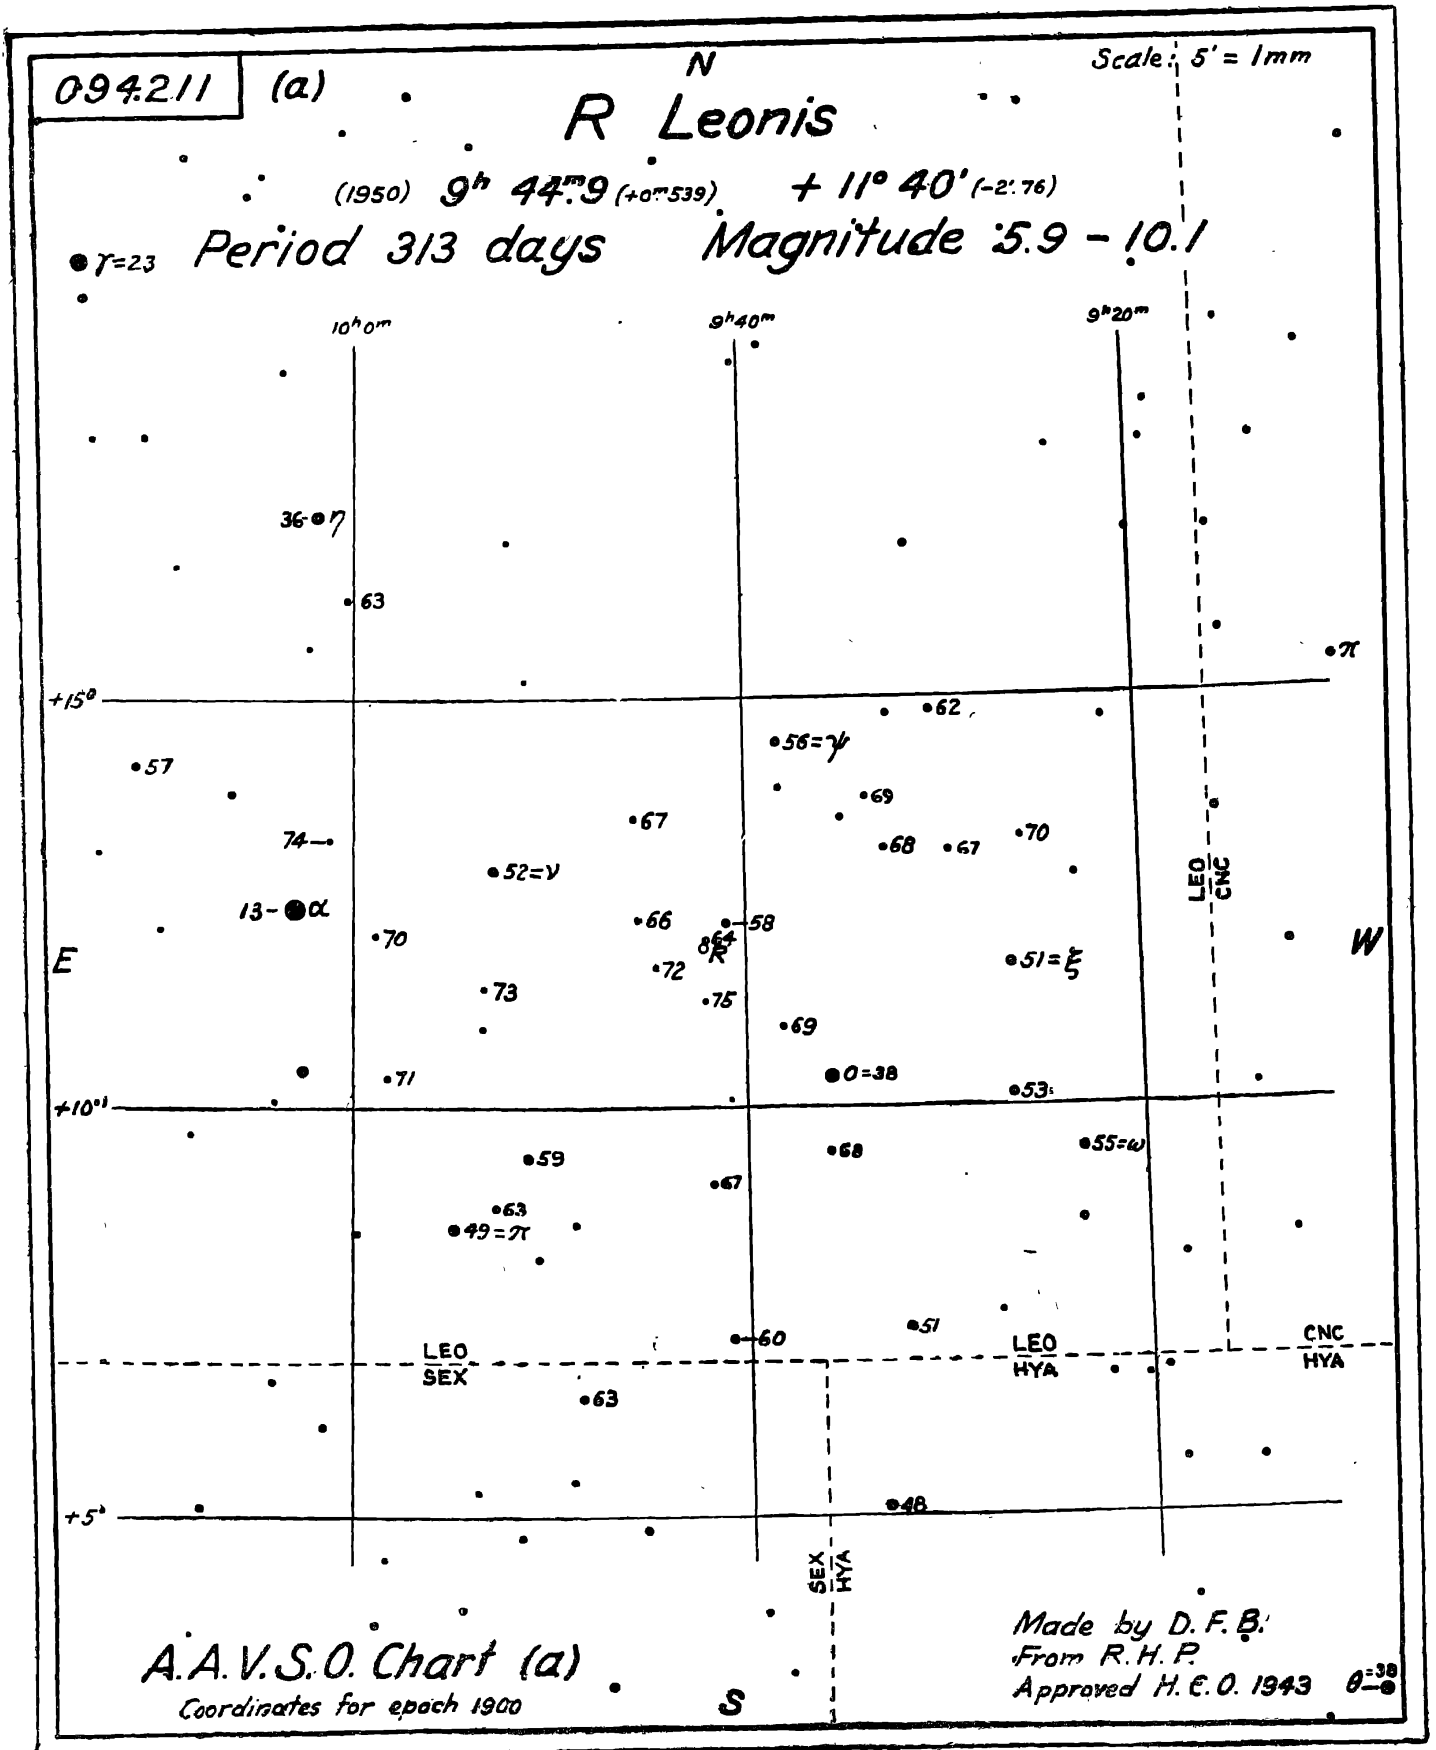 094211 (a) N Scale: 5' = 1mm
R Leonis
(1950) 9ʰ 44ᵐ.9 (+0ᵐ.539) + 11° 40' (-2'.76)
γ=23 Period 313 days Magnitude 5.9 - 10.1
10ʰ0ᵐ 9ʰ40ᵐ 9ʰ20ᵐ
36- η
63
π
+15°
62
56=ψ
57
69
67
70
74-
68 67
52=ν
LEO
CNC
13- α
66 -58
70
64
R
E W
51=ξ
72
73
75
69
71
O=38
53
+10°
55=ω
59
68
67
63
49=π
51
-60
LEO
SEX
LEO
HYA
CNC
HYA
63
48
+5°
SEX
HYA
A.A.V.S.O. Chart (a)
Coordinates for epoch 1900
S
Made by D.F.B.
From R.H.P.
Approved H.C.O. 1943
θ=38